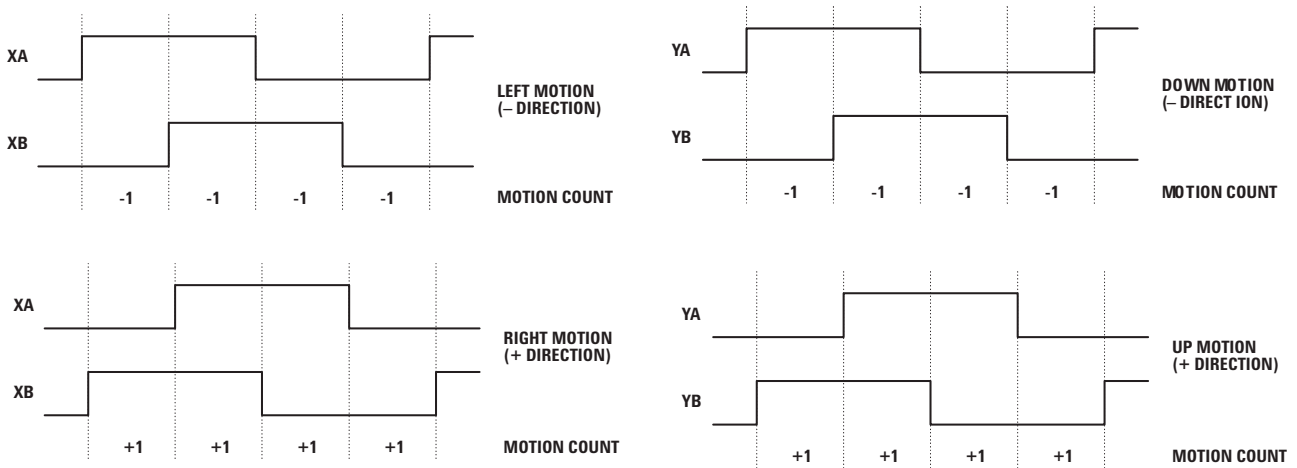 XA
LEFT MOTION
(– DIRECTION)
XB
-1 -1 -1 -1 MOTION COUNT
YA
DOWN MOTION
(– DIRECT ION)
YB
-1 -1 -1 -1 MOTION COUNT
XA
RIGHT MOTION
(+ DIRECTION)
XB
+1 +1 +1 +1 MOTION COUNT
YA
UP MOTION
(+ DIRECTION)
YB
+1 +1 +1 +1 MOTION COUNT